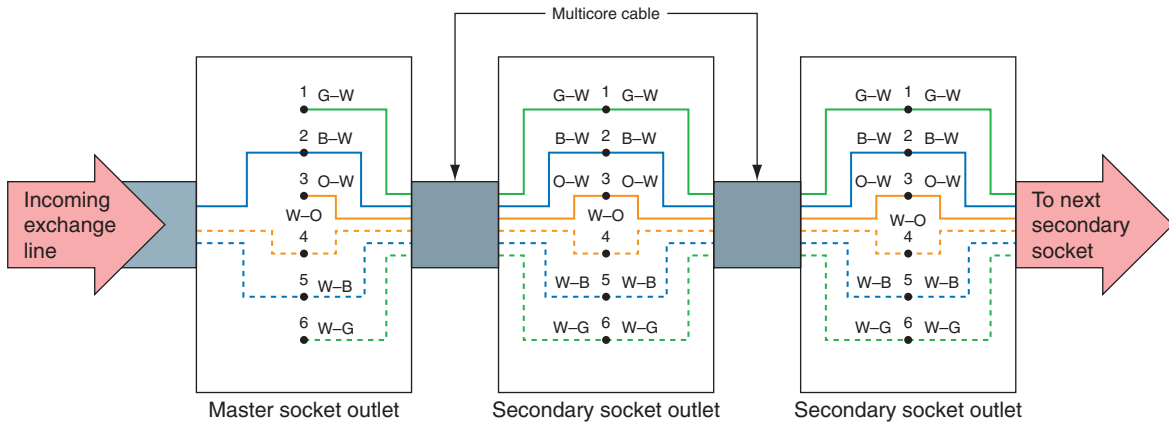 Multicore cable
Incoming
exchange
line
1 G–W
2 B–W
3 O–W
W–O
4
5 W–B
6 W–G
Master socket outlet
G–W 1 G–W
B–W 2 B–W
O–W 3 O–W
W–O
4
W–B 5 W–B
W–G 6 W–G
Secondary socket outlet
G–W 1 G–W
B–W 2 B–W
O–W 3 O–W
W–O
4
W–B 5 W–B
W–G 6 W–G
Secondary socket outlet
To next
secondary
socket